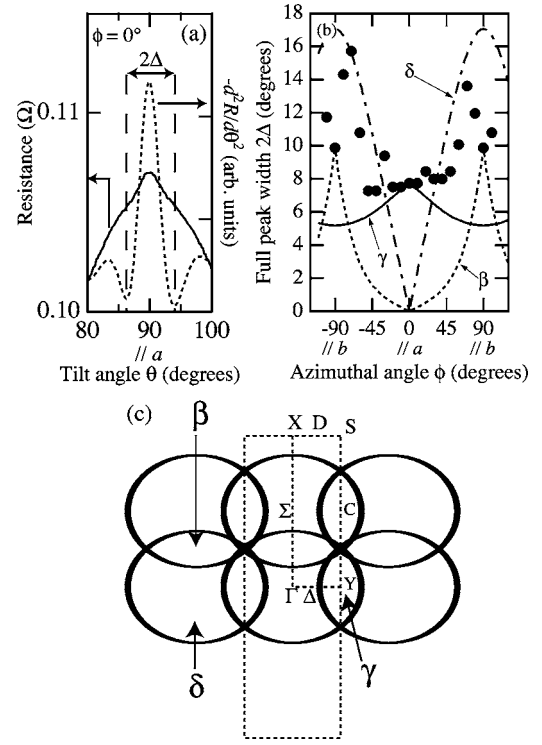 ϕ = 0° (a)
2Δ
0.11
0.10
Resistance (Ω)
-d²R/dθ² (arb. units)
80 90 100
// a
Tilt angle θ (degrees)
(b)
18
16
14
12
10
8
6
4
2
0
Full peak width 2Δ (degrees)
δ
γ
β
-90 -45 0 45 90
// b // a // b
Azimuthal angle ϕ (degrees)
(c)
β
X D S
Σ C
Γ Δ Y
δ
γ